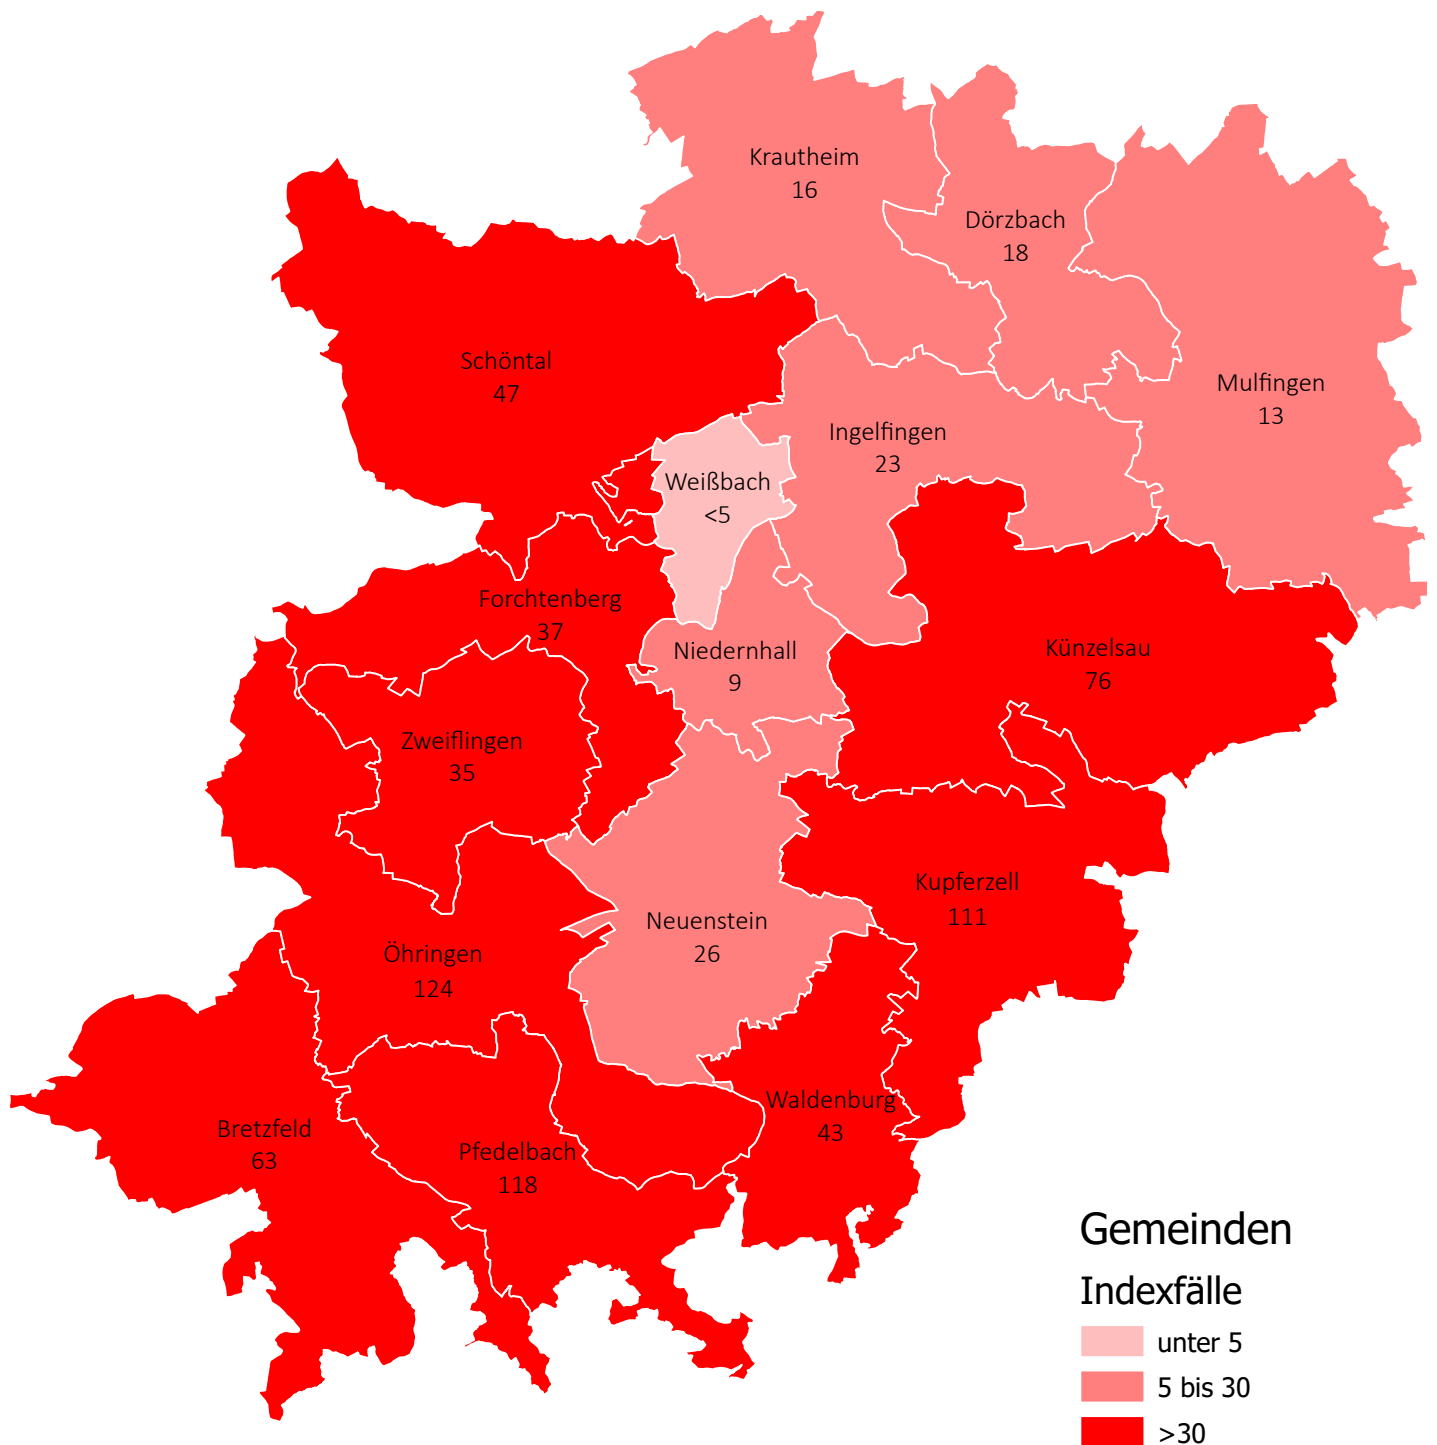 Krautheim
16
Dörzbach
18
Schöntal
47
Mulfingen
13
Ingelfingen
23
Weißbach
<5
Forchtenberg
37
Niedernhall
9
Künzelsau
76
Zweiflingen
35
Kupferzell
111
Neuenstein
26
Öhringen
124
Waldenburg
43
Bretzfeld
63
Pfedelbach
118
Gemeinden
Indexfälle
unter 5
5 bis 30
>30